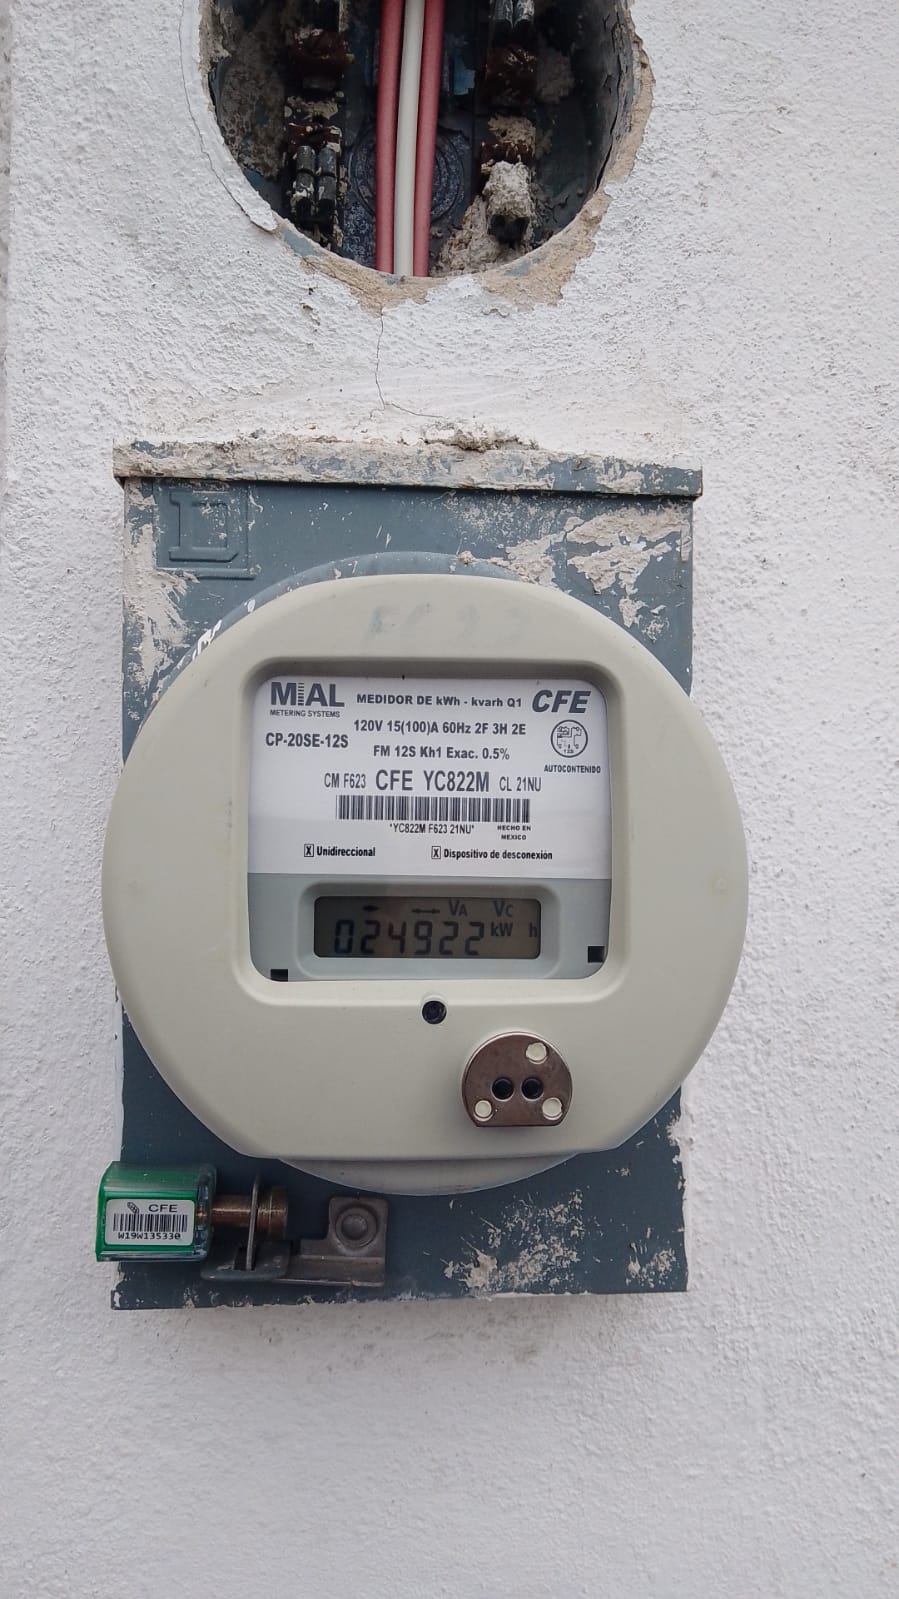 MIAL
METERING SYSTEMS
MEDIDOR DE kWh - kvarh Q1
CFE
120V 15(100)A 60Hz 2F 3H 2E
CP-20SE-12S
FM 12S Kh1 Exac. 0.5%
AUTOCONTENIDO
CM F623 CFE YC822M CL 21NU
*YC822M F623 21NU*
HECHO EN
MEXICO
X Unidireccional
X Dispositivo de desconexión
VA VC
024922 kW h
CFE
W19W135330